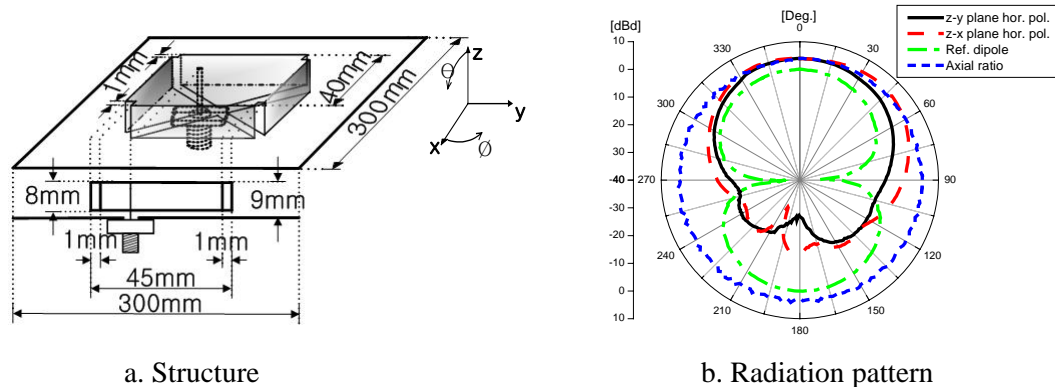 1mm
40mm
300mm
θ
z
y
x
Ø
8mm
9mm
1mm
1mm
45mm
300mm
a. Structure
[dBd]
[Deg.]
10
0
-10
-20
-30
-40
-30
-20
-10
0
10
0
30
60
90
120
150
180
210
240
270
300
330
z-y plane hor. pol.
z-x plane hor. pol.
Ref. dipole
Axial ratio
b. Radiation pattern